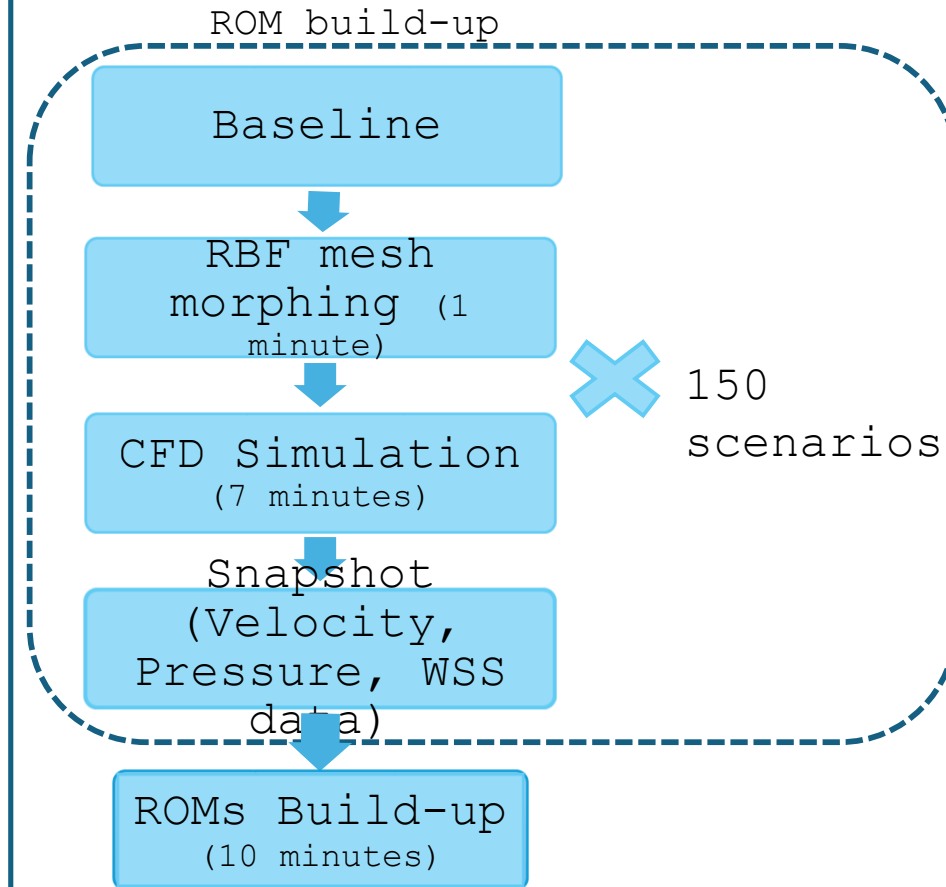 ROM build-up
Baseline
RBF mesh
morphing (1
minute)
150
scenarios
CFD Simulation
(7 minutes)
Snapshot
(Velocity,
Pressure, WSS
data)
ROMs Build-up
(10 minutes)